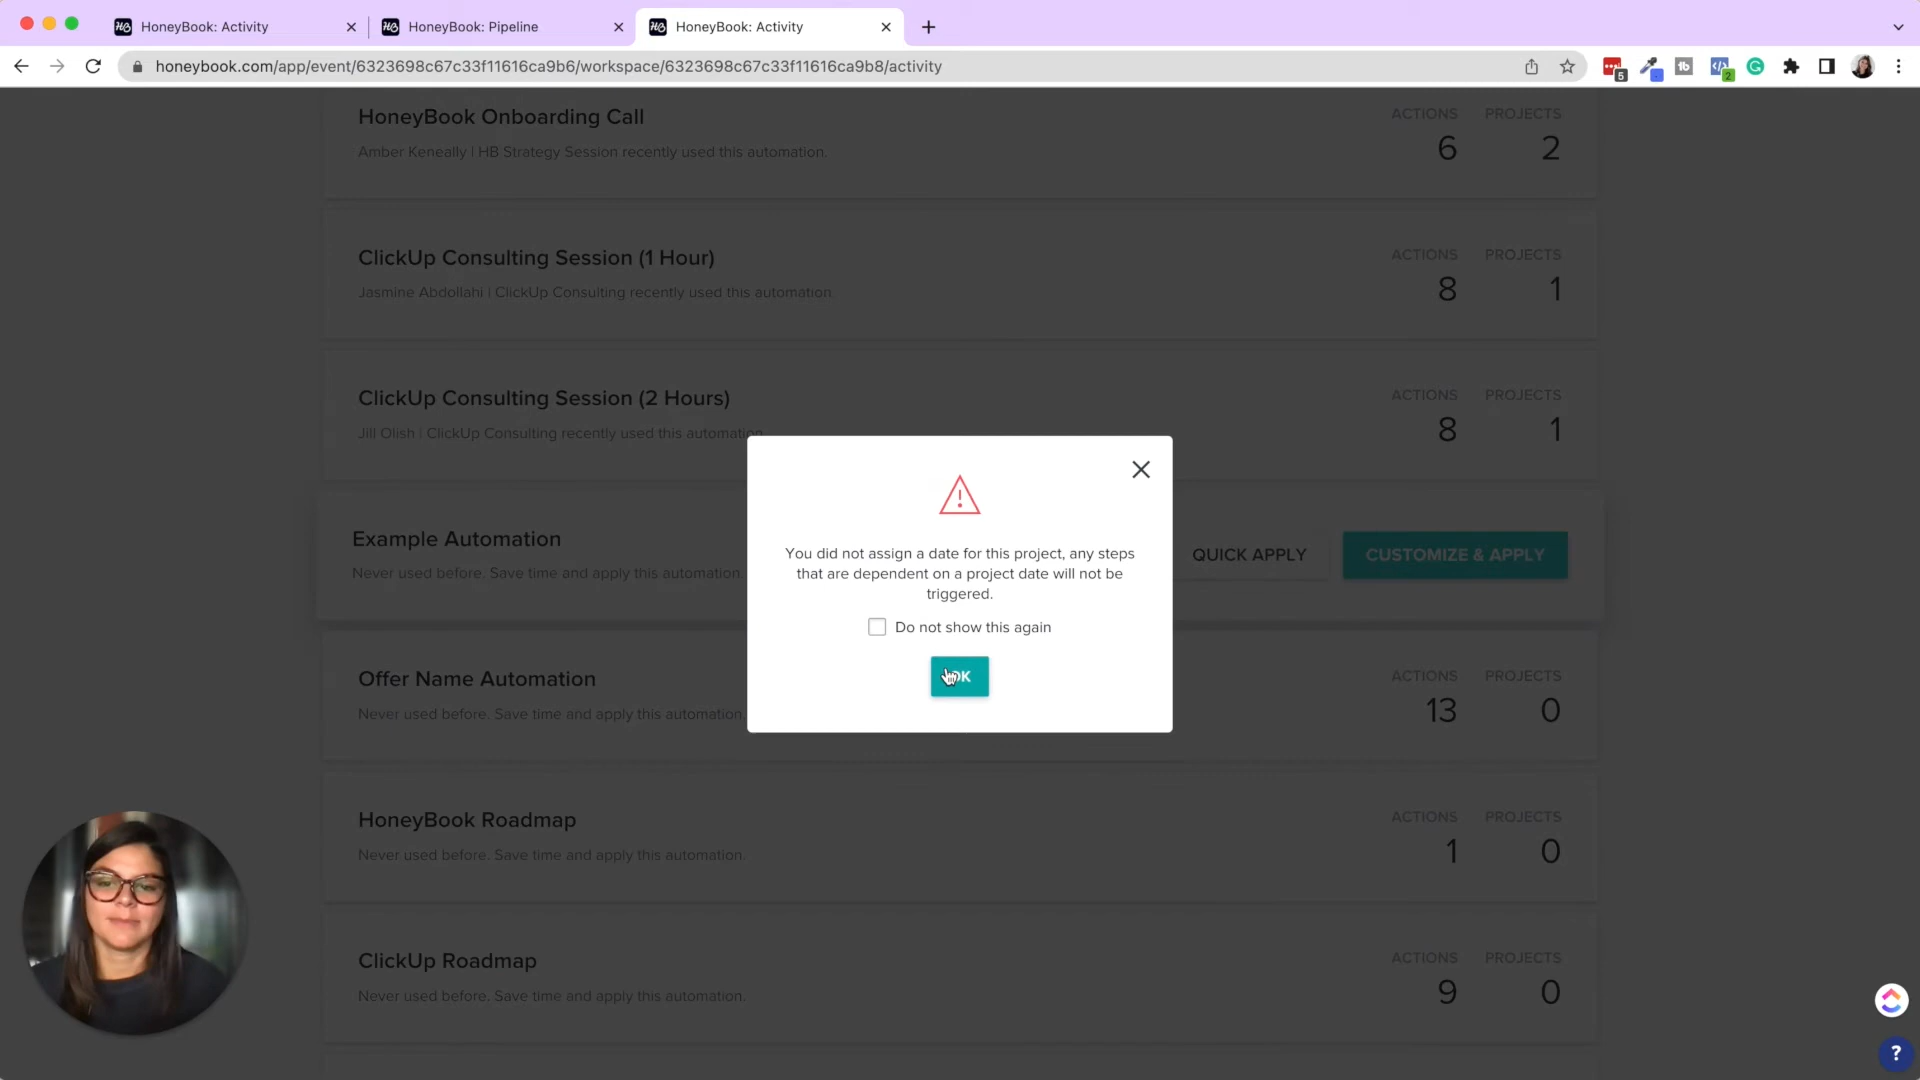 HoneyBook: Activity
HoneyBook: Pipeline
HoneyBook: Activity
honeybook.com/app/event/6323698c67c33f11616ca9b6/workspace/6323698c67c33f11616ca9b8/activity
5
2
HoneyBook Onboarding Call
Amber Keneally | HB Strategy Session recently used this automation.
ACTIONS PROJECTS
6 2
ClickUp Consulting Session (1 Hour)
Jasmine Abdollahi | ClickUp Consulting recently used this automation.
ACTIONS PROJECTS
8 1
ClickUp Consulting Session (2 Hours)
Jill Olish | ClickUp Consulting recently used this automation.
ACTIONS PROJECTS
8 1
You did not assign a date for this project, any steps
that are dependent on a project date will not be
triggered.
Do not show this again
OK
Example Automation
Never used before. Save time and apply this automation.
QUICK APPLY
CUSTOMIZE & APPLY
Offer Name Automation
Never used before. Save time and apply this automation.
ACTIONS PROJECTS
13 0
HoneyBook Roadmap
Never used before. Save time and apply this automation.
ACTIONS PROJECTS
1 0
ClickUp Roadmap
Never used before. Save time and apply this automation.
ACTIONS PROJECTS
9 0
?